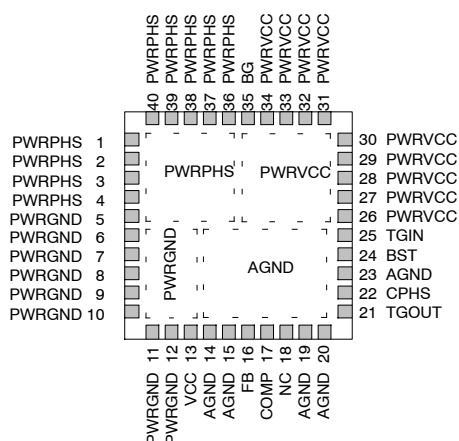 40 PWRPHS
39 PWRPHS
38 PWRPHS
37 PWRPHS
36 PWRPHS
35 BG
34 PWRVCC
33 PWRVCC
32 PWRVCC
31 PWRVCC
PWRPHS 1
PWRPHS 2
PWRPHS 3
PWRPHS 4
PWRGND 5
PWRGND 6
PWRGND 7
PWRGND 8
PWRGND 9
PWRGND 10
PWRPHS
PWRVCC
PWRGND
AGND
30 PWRVCC
29 PWRVCC
28 PWRVCC
27 PWRVCC
26 PWRVCC
25 TGIN
24 BST
23 AGND
22 CPHS
21 TGOUT
PWRGND 11
PWRGND 12
VCC 13
AGND 14
AGND 15
FB 16
COMP 17
NC 18
AGND 19
AGND 20